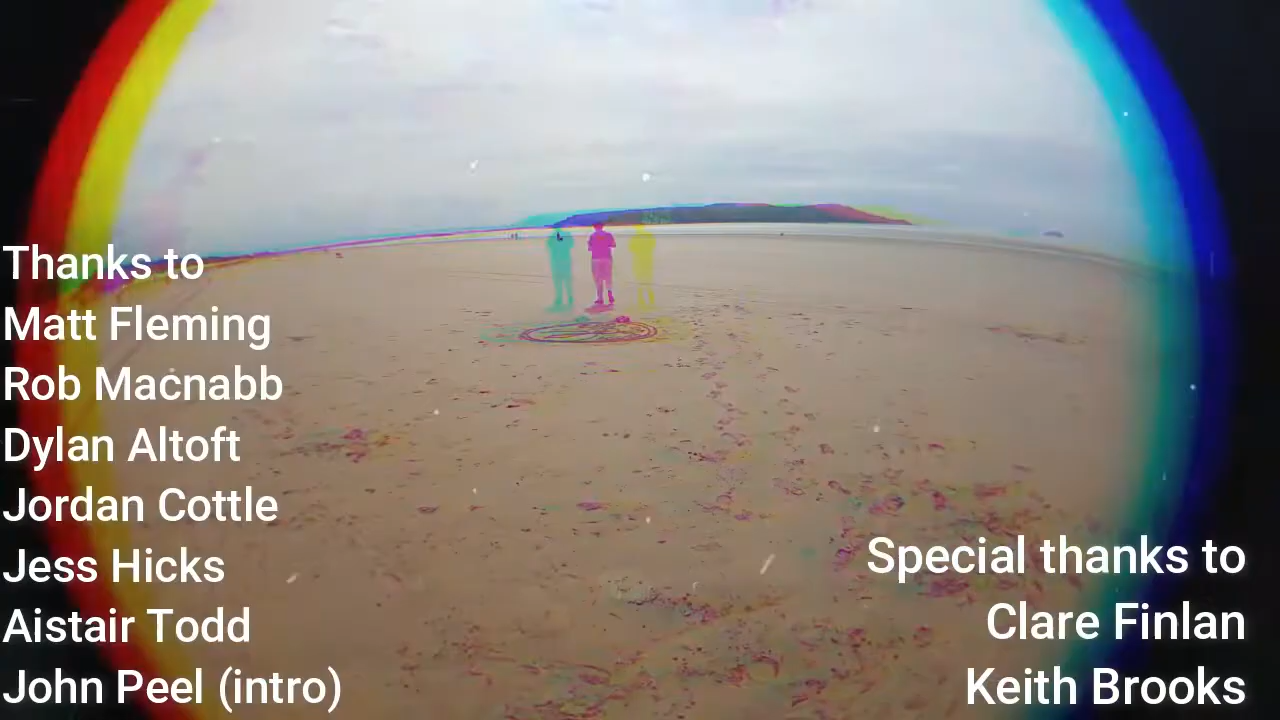 Thanks to
Matt Fleming
Rob Macnabb
Dylan Altoft
Jordan Cottle
Jess Hicks
Aistair Todd
John Peel (intro)
Special thanks to
Clare Finlan
Keith Brooks